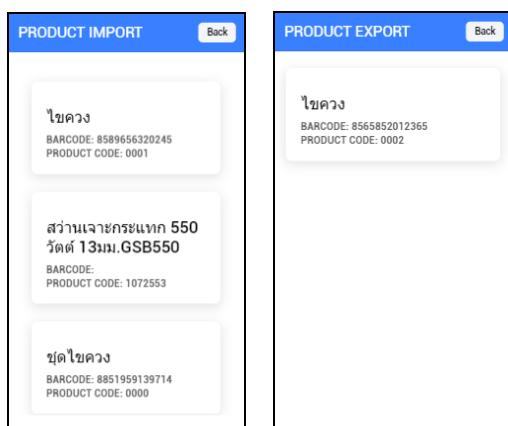 PRODUCT IMPORT
Back
ไขควง
BARCODE: 8589656320245
PRODUCT CODE: 0001
สว่านเจาะกระแทก 550
วัตต์ 13มม.GSB550
BARCODE:
PRODUCT CODE: 1072553
ชุดไขควง
BARCODE: 8851959139714
PRODUCT CODE: 0000
PRODUCT EXPORT
Back
ไขควง
BARCODE: 8565852012365
PRODUCT CODE: 0002